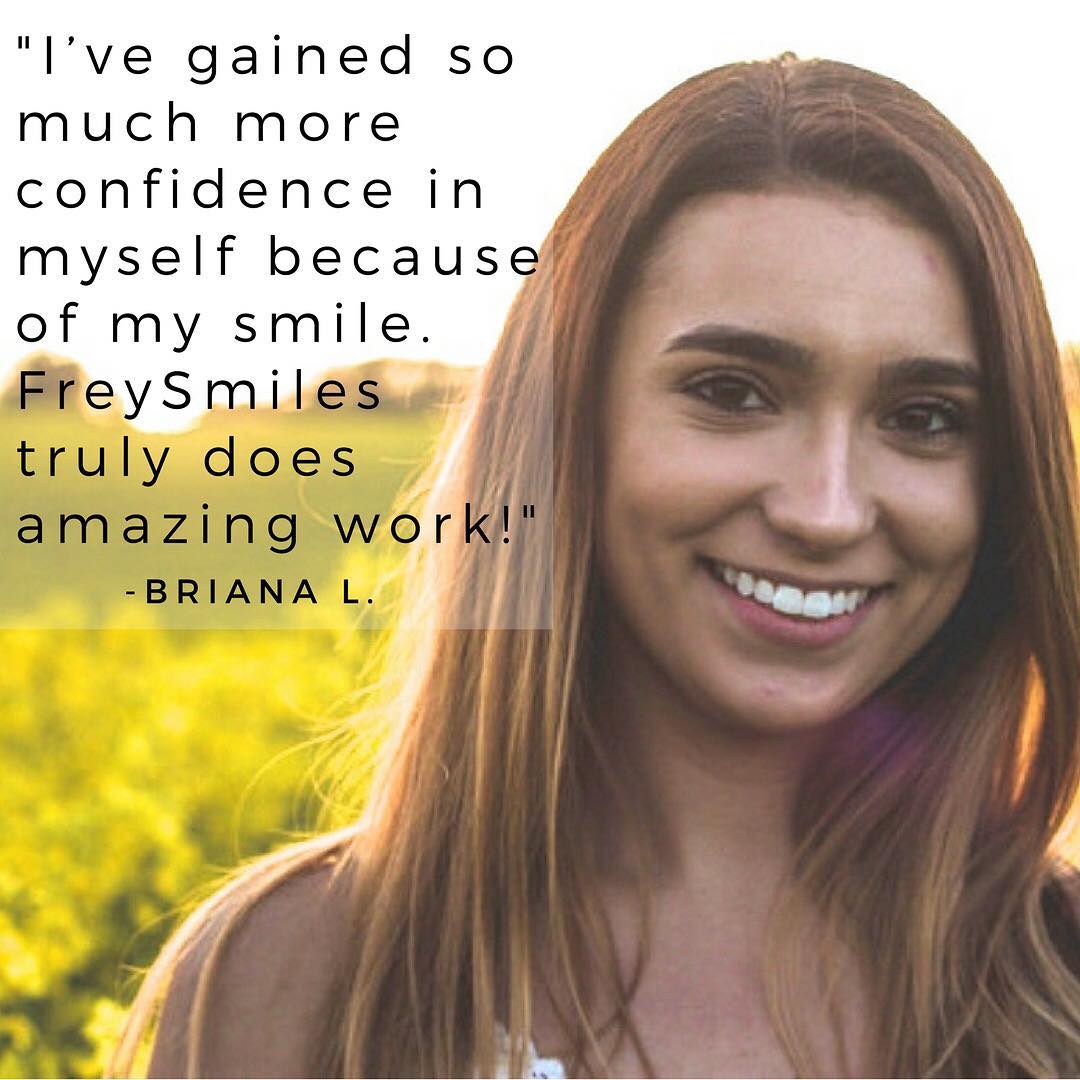 "I’ve gained so
much more
confidence in
myself because
of my smile.
FreySmiles
truly does
amazing work!"
-BRIANA L.